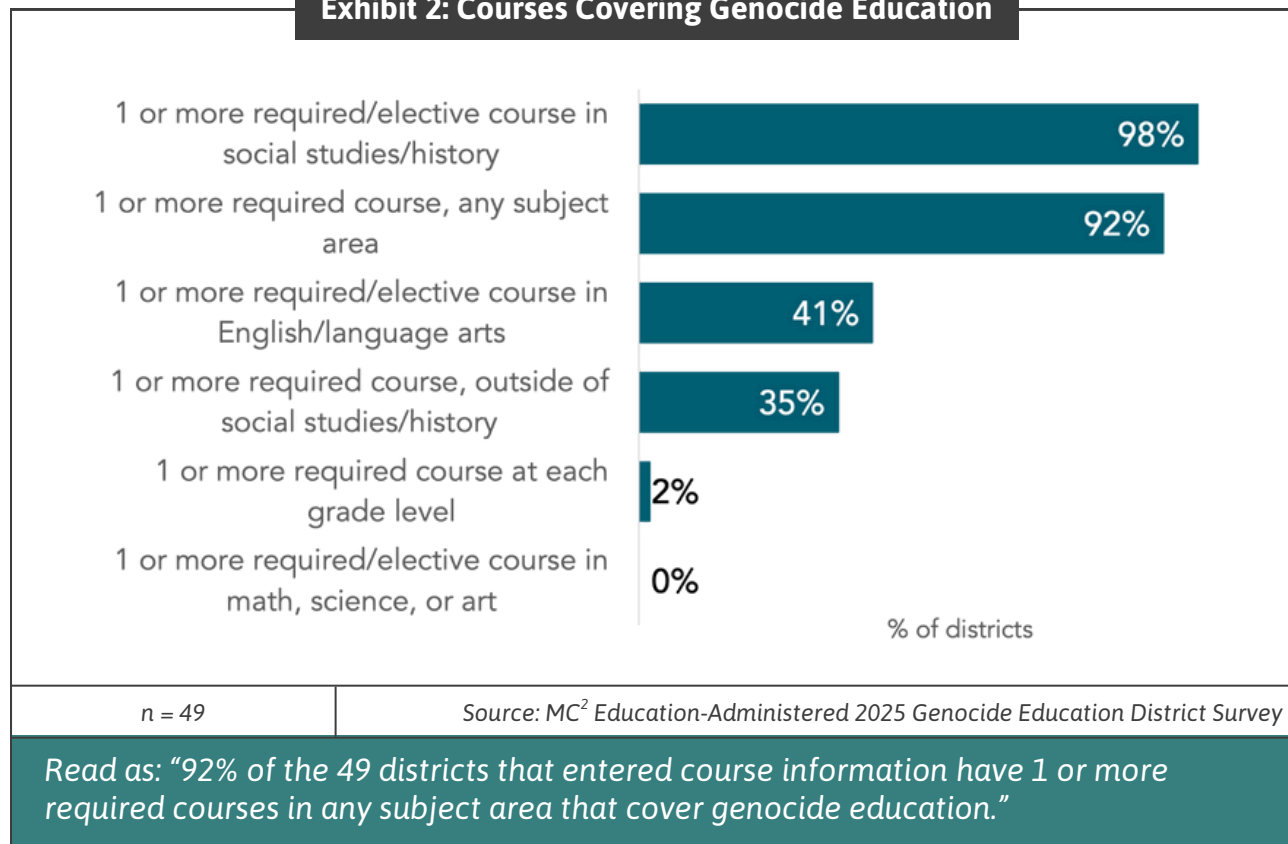 Exhibit 2: Courses Covering Genocide Education
1 or more required/elective course in
social studies/history
98%
1 or more required course, any subject
area
92%
1 or more required/elective course in
English/language arts
41%
1 or more required course, outside of
social studies/history
35%
1 or more required course at each
grade level
2%
1 or more required/elective course in
math, science, or art
0%
% of districts
n = 49
Source: MC² Education-Administered 2025 Genocide Education District Survey
Read as: “92% of the 49 districts that entered course information have 1 or more
required courses in any subject area that cover genocide education.”